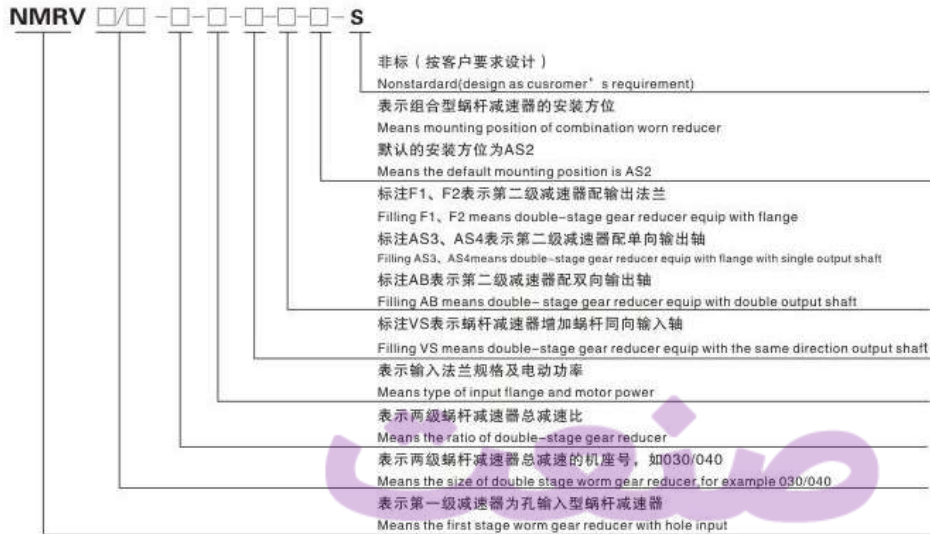 NMRV □/□ -□-□-□-□-□- S
非标（按客户要求设计）
Nonstandard(design as cusromer’s requirement)
表示组合型蜗杆减速器的安装方位
Means mounting position of combination worn reducer
默认的安装方位为AS2
Means the default mounting position is AS2
标注F1、F2表示第二级减速器配输出法兰
Filling F1、F2 means double-stage gear reducer equip with flange
标注AS3、AS4表示第二级减速器配单向输出轴
Filling AS3、AS4means double-stage gear reducer equip with flange with single output shaft
标注AB表示第二级减速器配双向输出轴
Filling AB means double- stage gear reducer equip with double output shaft
标注VS表示蜗杆减速器增加蜗杆同向输入轴
Filling VS means double-stage gear reducer equip with the same direction output shaft
表示输入法兰规格及电动功率
Means type of input flange and motor power
表示两级蜗杆减速器总减速比
Means the ratio of double-stage gear reducer
表示两级蜗杆减速器总减速的机座号，如030/040
Means the size of double stage worm gear reducer,for example 030/040
表示第一级减速器为孔输入型蜗杆减速器
Means the first stage worm gear reducer with hole input
صنعت